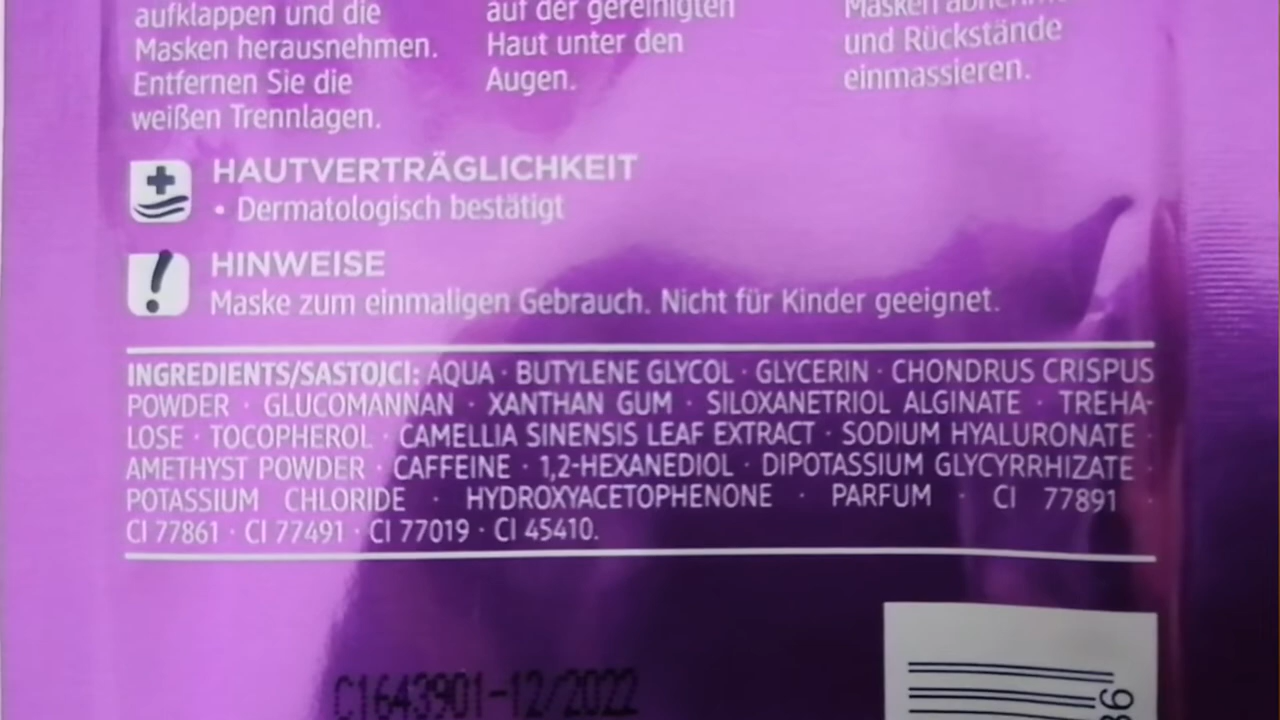 aufklappen und die
Masken herausnehmen.
Entfernen Sie die
weißen Trennlagen.
auf der gereinigten
Haut unter den
Augen.
Masken
und Rückstände
einmassieren.
HAUTVERTRÄGLICHKEIT
• Dermatologisch bestätigt
HINWEISE
Maske zum einmaligen Gebrauch. Nicht für Kinder geeignet.
INGREDIENTS/SASTOJCI: AQUA · BUTYLENE GLYCOL · GLYCERIN · CHONDRUS CRISPUS
POWDER · GLUCOMANNAN · XANTHAN GUM · SILOXANETRIOL ALGINATE · TREHA-
LOSE · TOCOPHEROL · CAMELLIA SINENSIS LEAF EXTRACT · SODIUM HYALURONATE ·
AMETHYST POWDER · CAFFEINE · 1,2-HEXANEDIOL · DIPOTASSIUM GLYCYRRHIZATE ·
POTASSIUM CHLORIDE · HYDROXYACETOPHENONE · PARFUM · CI 77891 ·
CI 77861 · CI 77491 · CI 77019 · CI 45410.
C1643901-12/2022